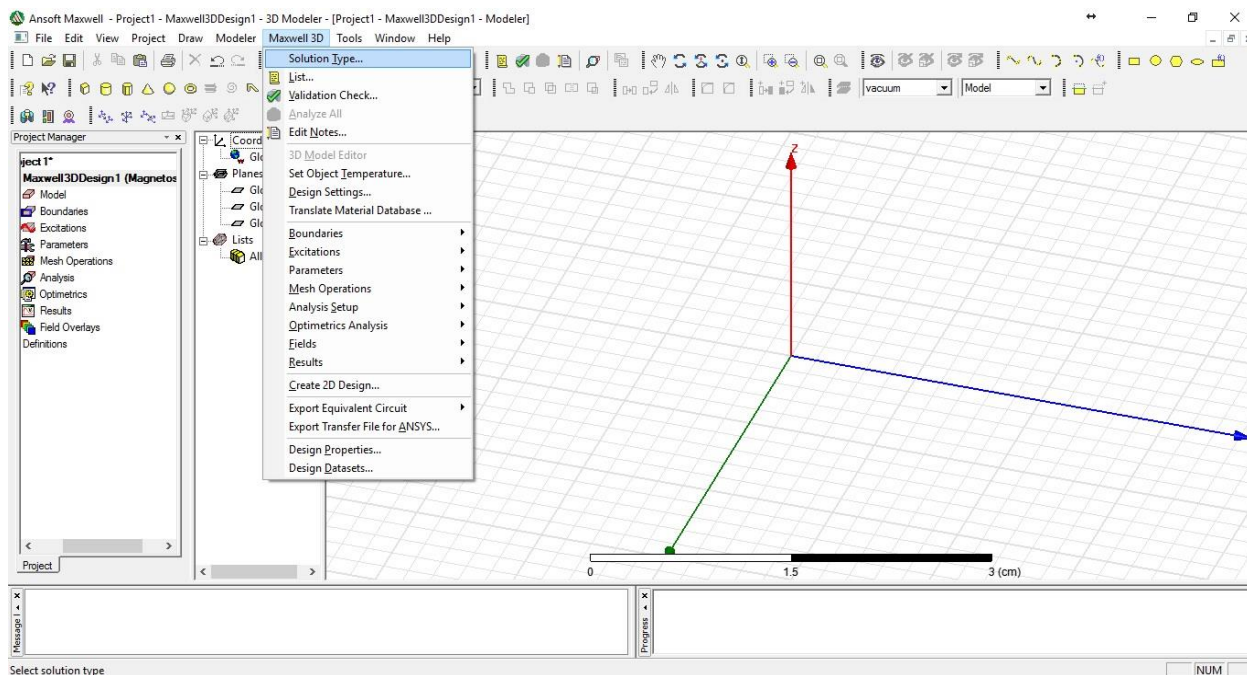 Ansoft Maxwell - Project1 - Maxwell3DDesign1 - 3D Modeler - [Project1 - Maxwell3DDesign1 - Modeler]
File Edit View Project Draw Modeler Maxwell 3D Tools Window Help
Solution Type...
List...
Validation Check...
Analyze All
Edit Notes...
3D Model Editor
Set Object Temperature...
Design Settings...
Translate Material Database ...
Boundaries
Excitations
Parameters
Mesh Operations
Analysis Setup
Optimetrics Analysis
Fields
Results
Create 2D Design...
Export Equivalent Circuit
Export Transfer File for ANSYS...
Design Properties...
Design Datasets...
vacuum
Model
Project Manager
ject1*
Maxwell3DDesign1 (Magnetos
Model
Boundaries
Excitations
Parameters
Mesh Operations
Analysis
Optimetrics
Results
Field Overlays
Definitions
Project
Coord
Glo
Planes
Glo
Glo
Glo
Lists
All
Z
0 1.5 3 (cm)
Message
Progress
Select solution type
NUM